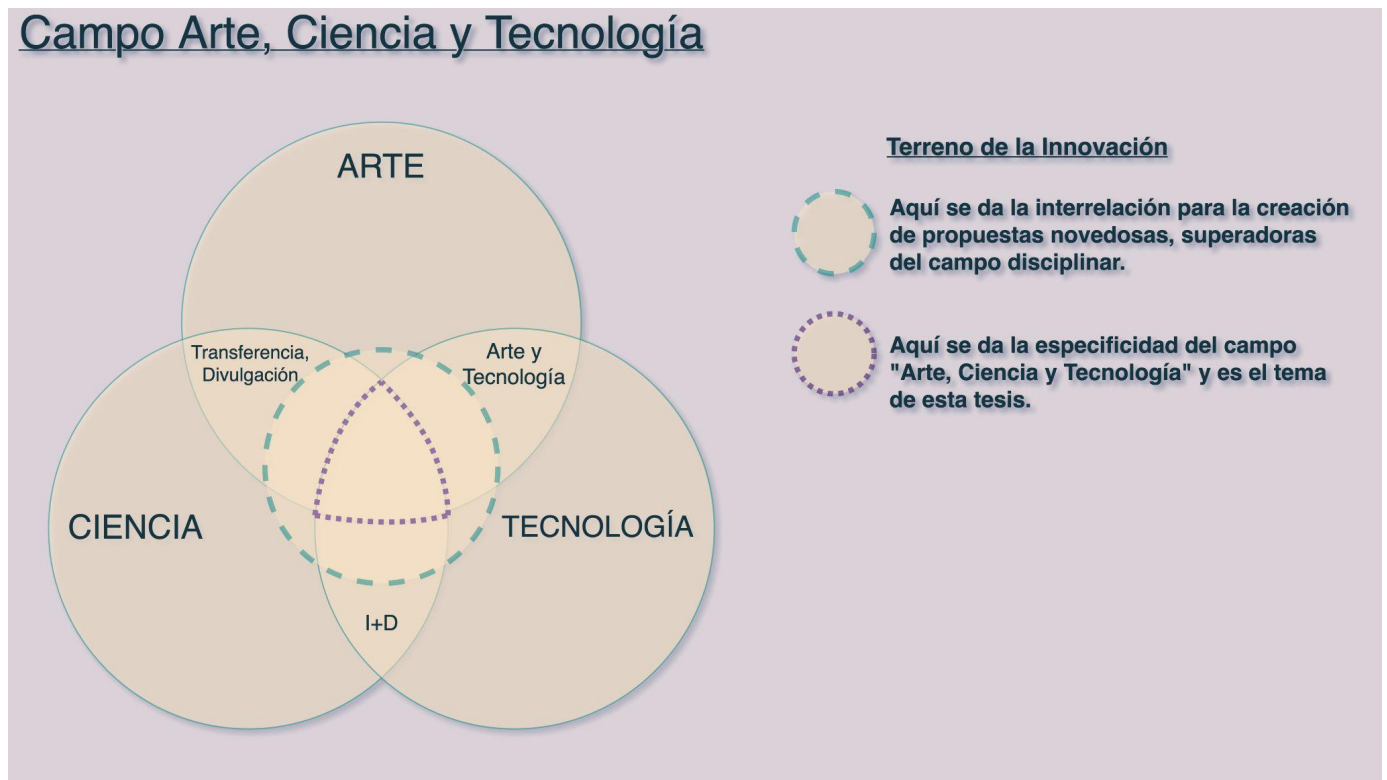 Campo Arte, Ciencia y Tecnología
ARTE
Transferencia,
Divulgación
Arte y
Tecnología
CIENCIA
TECNOLOGÍA
I+D
Terreno de la Innovación
Aquí se da la interrelación para la creación
de propuestas novedosas, superadoras
del campo disciplinar.
Aquí se da la especificidad del campo
"Arte, Ciencia y Tecnología" y es el tema
de esta tesis.